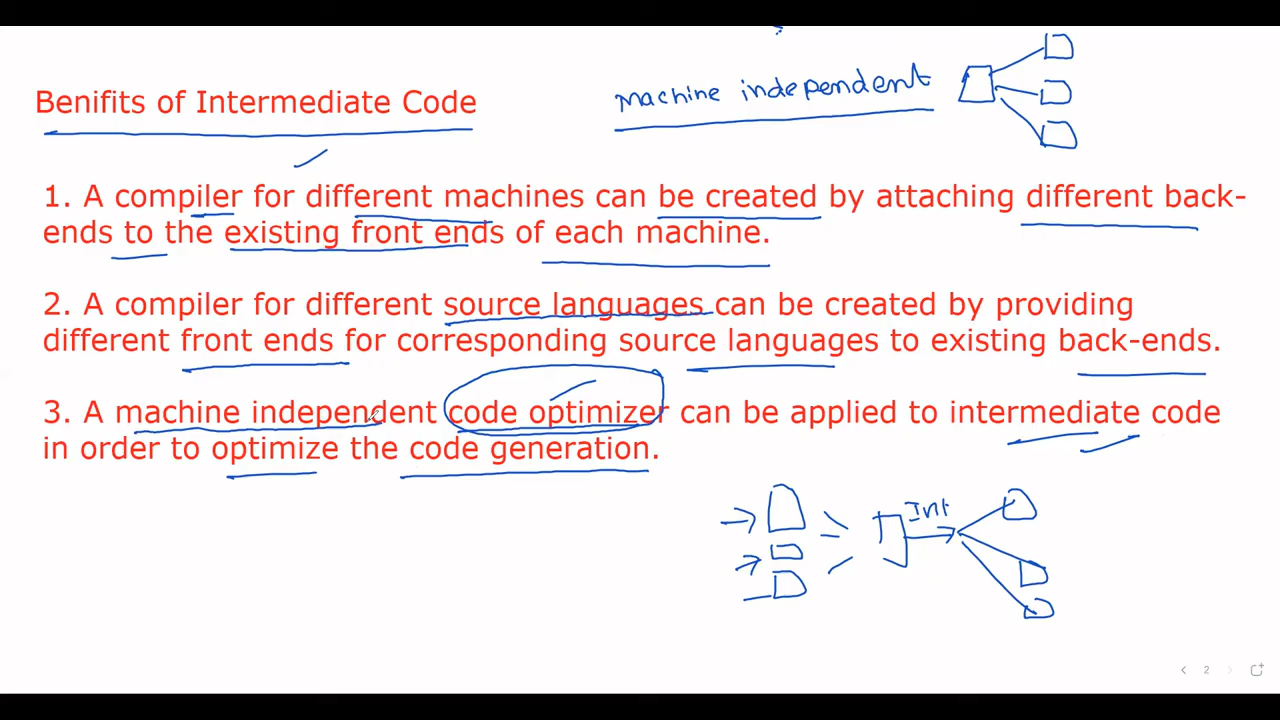 machine independent
Benifits of Intermediate Code
1. A compiler for different machines can be created by attaching different back-
ends to the existing front ends of each machine.
2. A compiler for different source languages can be created by providing
different front ends for corresponding source languages to existing back-ends.
3. A machine independent code optimizer can be applied to intermediate code
in order to optimize the code generation.
Int
2